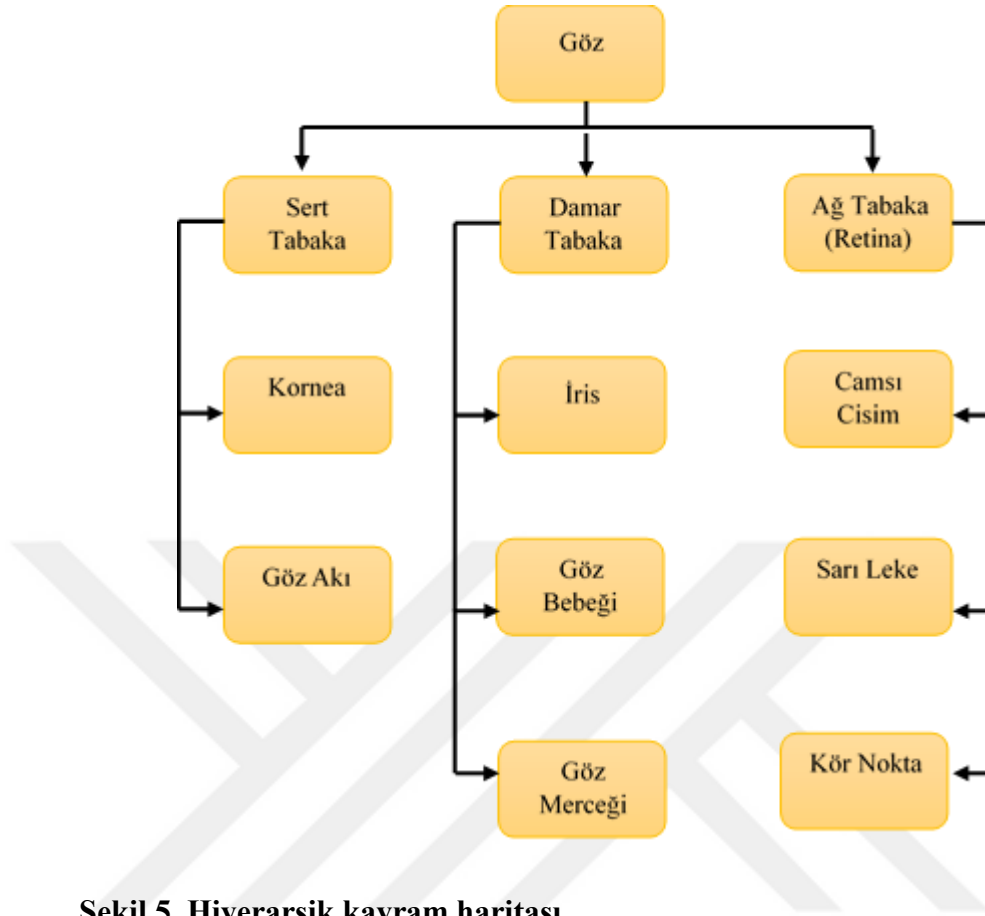 Göz
Sert
Tabaka
Damar
Tabaka
Ağ Tabaka
(Retina)
Kornea
İris
Camsı
Cisim
Göz Akı
Göz
Bebeği
Sarı Leke
Göz
Merceği
Kör Nokta
Şekil 5. Hiyerarşik kavram haritası